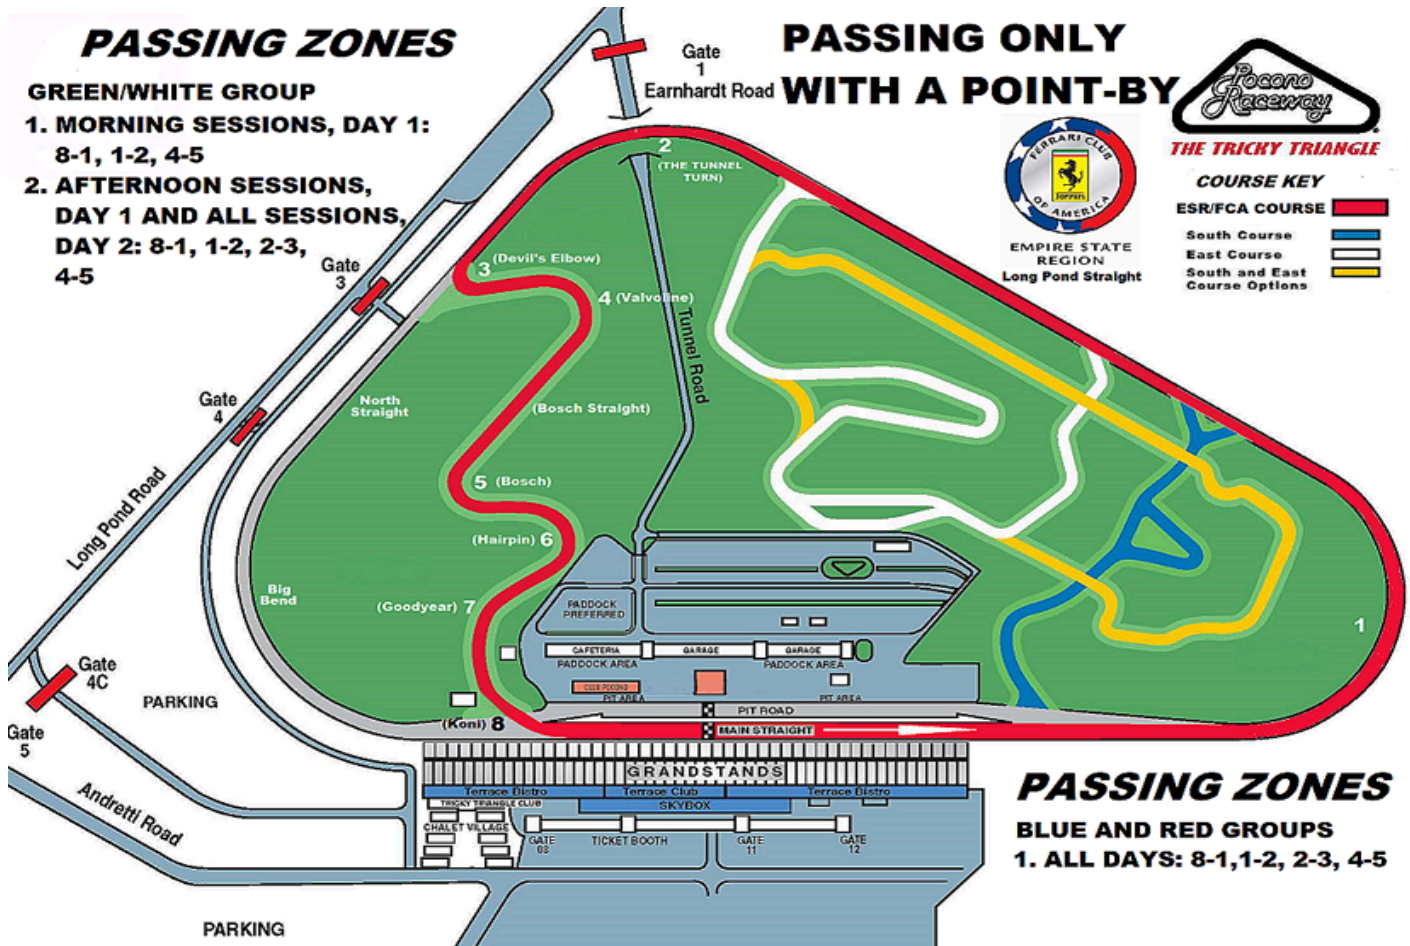 PASSING ZONES
GREEN/WHITE GROUP
1. MORNING SESSIONS, DAY 1:
8-1, 1-2, 4-5
2. AFTERNOON SESSIONS,
DAY 1 AND ALL SESSIONS,
DAY 2: 8-1, 1-2, 2-3,
4-5
Gate
1
Earnhardt Road
PASSING ONLY
WITH A POINT-BY
Pocono
Raceway
THE TRICKY TRIANGLE
FERRARI CLUB
OF AMERICA
Ferrari
EMPIRE STATE
REGION
Long Pond Straight
COURSE KEY
ESR/FCA COURSE
South Course
East Course
South and East
Course Options
2
(THE TUNNEL
TURN)
Gate
3
3 (Devil's Elbow)
4 (Valvoline)
Tunnel Road
Gate
4
North
Straight
(Bosch Straight)
Long Pond Road
5 (Bosch)
(Hairpin) 6
Big
Bend
(Goodyear) 7
PADDOCK
PREFERRED
1
CAFETERIA
GARAGE
GARAGE
PADDOCK AREA
PADDOCK AREA
CLUB POCONO
PIT AREA
PIT AREA
PIT ROAD
(Koni) 8
MAIN STRAIGHT
Gate
4C
PARKING
Gate
5
Andretti Road
GRANDSTANDS
Terrace Bistro
Terrace Club
Terrace Bistro
TRICKY TRIANGLE CLUB
SKYBOX
CHALET VILLAGE
GATE
08
TICKET BOOTH
GATE
11
GATE
12
PARKING
PASSING ZONES
BLUE AND RED GROUPS
1. ALL DAYS: 8-1,1-2, 2-3, 4-5